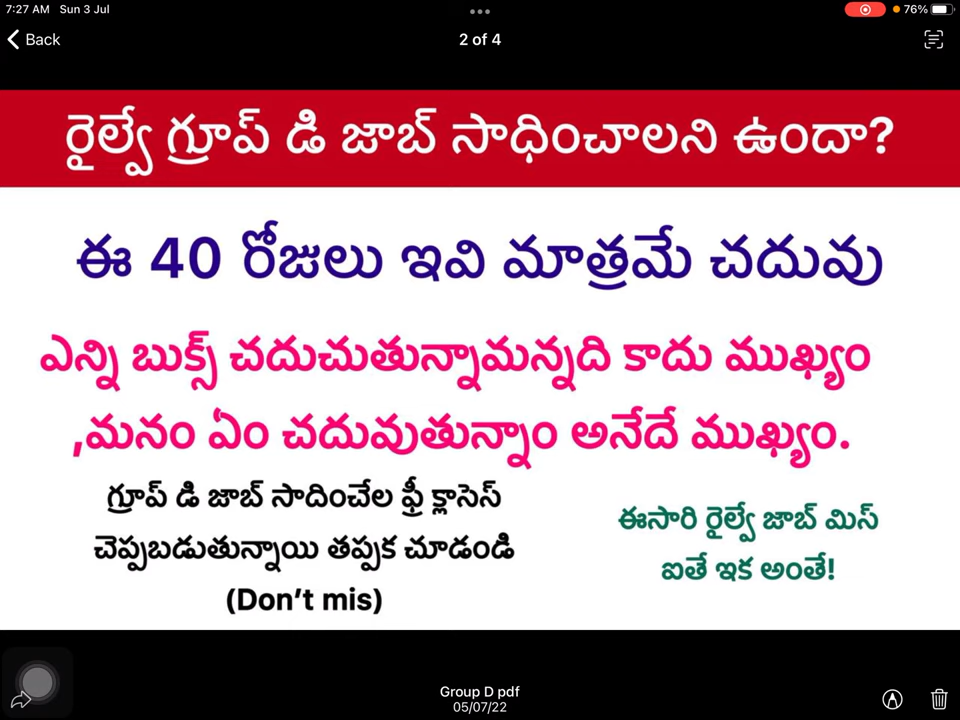 7:27 AM Sun 3 Jul
76%
Back
2 of 4
రైల్వే గ్రూప్ డి జాబ్ సాధించాలని ఉందా?
ఈ 40 రోజులు ఇవి మాత్రమే చదువు
ఎన్ని బుక్స్ చదుచుతున్నామన్నది కాదు ముఖ్యం
,మనం ఏం చదువుతున్నాం అనేదే ముఖ్యం.
గ్రూప్ డి జాబ్ సాదించేల ఫ్రీ క్లాసెస్
చెప్పబడుతున్నాయి తప్పక చూడండి
(Don't mis)
ఈసారి రైల్వే జాబ్ మిస్
ఐతే ఇక అంతే!
Group D pdf
05/07/22